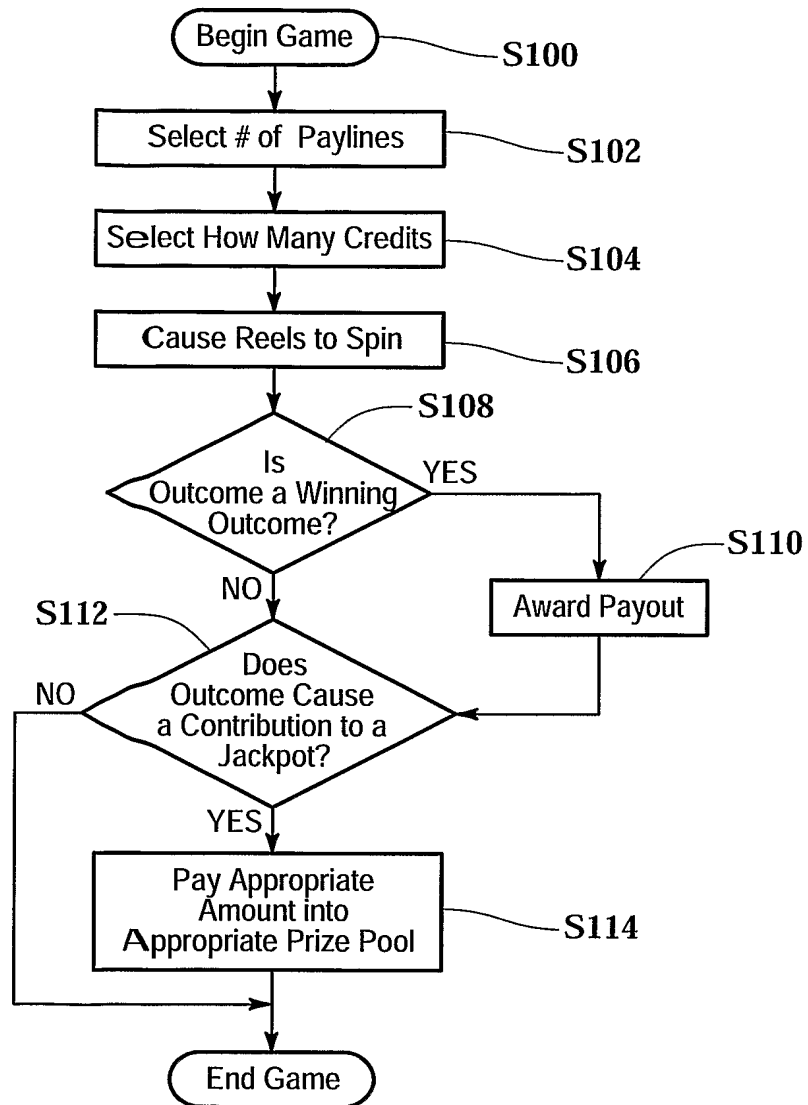 Begin Game
S100
Select # of Paylines
S102
Select How Many Credits
S104
Cause Reels to Spin
S106
S108
Is
Outcome a Winning
Outcome?
YES
NO
S110
Award Payout
S112
Does
Outcome Cause
a Contribution to a
Jackpot?
NO
YES
Pay Appropriate
Amount into
Appropriate Prize Pool
S114
End Game